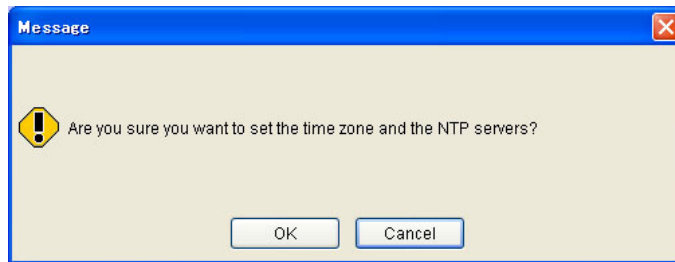 Message
Are you sure you want to set the time zone and the NTP servers?
OK
Cancel